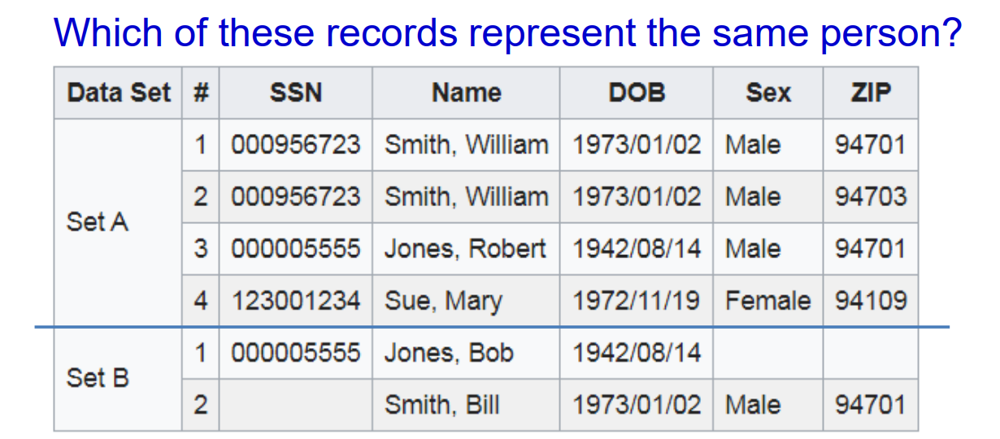 Which of these records represent the same person?
Data Set # SSN Name DOB Sex ZIP
Set A
1 000956723 Smith, William 1973/01/02 Male 94701
2 000956723 Smith, William 1973/01/02 Male 94703
3 000005555 Jones, Robert 1942/08/14 Male 94701
4 123001234 Sue, Mary 1972/11/19 Female 94109
Set B
1 000005555 Jones, Bob 1942/08/14
2 Smith, Bill 1973/01/02 Male 94701